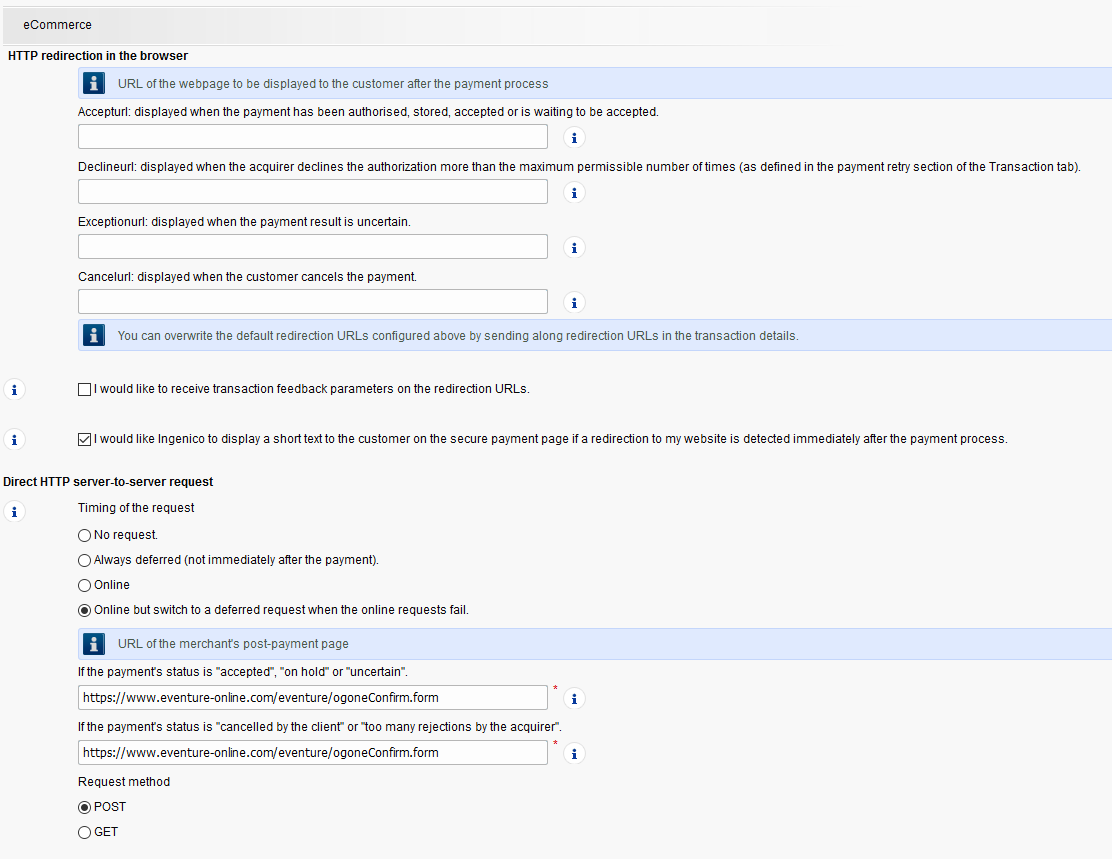 eCommerce
HTTP redirection in the browser
URL of the webpage to be displayed to the customer after the payment process
Accepturl: displayed when the payment has been authorised, stored, accepted or is waiting to be accepted.
Declineurl: displayed when the acquirer declines the authorization more than the maximum permissible number of times (as defined in the payment retry section of the Transaction tab).
Exceptionurl: displayed when the payment result is uncertain.
Cancelurl: displayed when the customer cancels the payment.
You can overwrite the default redirection URLs configured above by sending along redirection URLs in the transaction details.
I would like to receive transaction feedback parameters on the redirection URLs.
I would like Ingenico to display a short text to the customer on the secure payment page if a redirection to my website is detected immediately after the payment process.
Direct HTTP server-to-server request
Timing of the request
No request.
Always deferred (not immediately after the payment).
Online
Online but switch to a deferred request when the online requests fail.
URL of the merchant's post-payment page
If the payment's status is "accepted", "on hold" or "uncertain".
https://www.eventure-online.com/eventure/ogoneConfirm.form *
If the payment's status is "cancelled by the client" or "too many rejections by the acquirer".
https://www.eventure-online.com/eventure/ogoneConfirm.form *
Request method
POST
GET